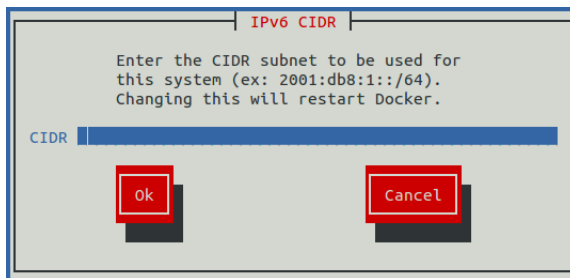 IPv6 CIDR
Enter the CIDR subnet to be used for
this system (ex: 2001:db8:1::/64).
Changing this will restart Docker.
CIDR
Ok Cancel